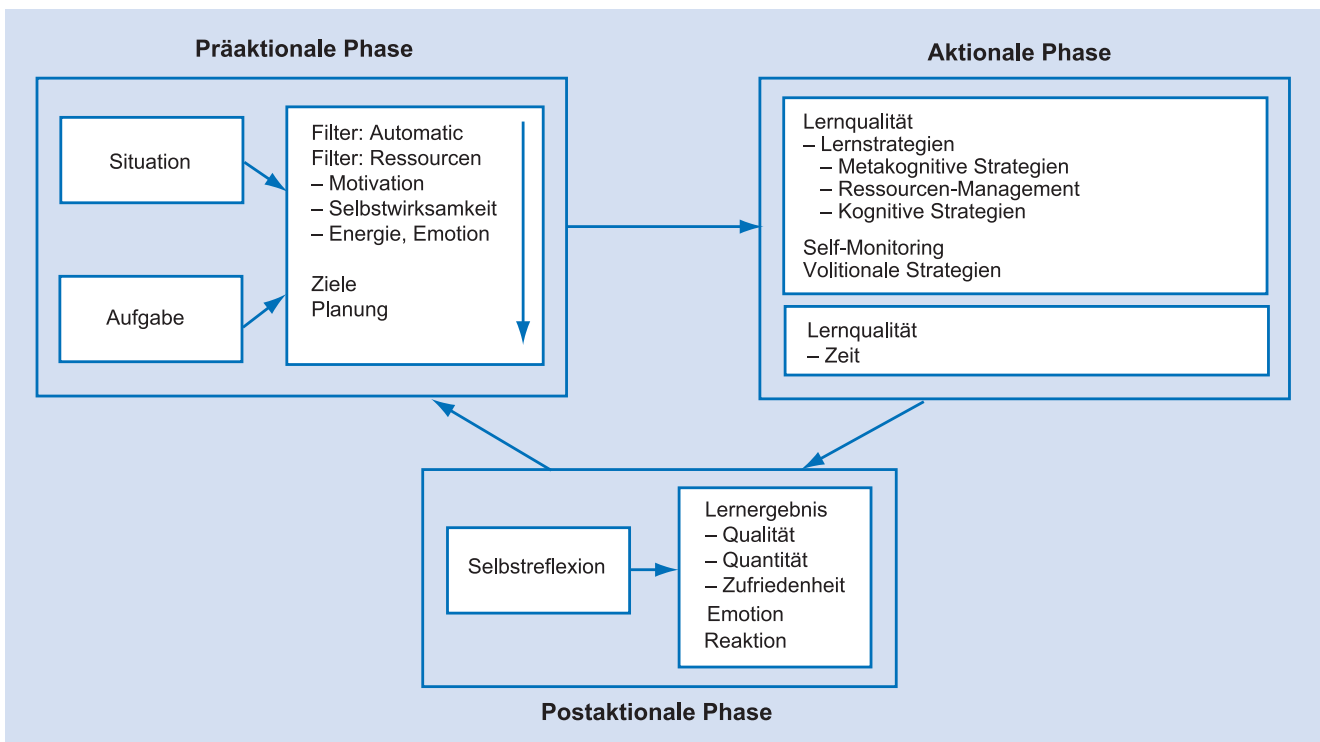 Präaktionale Phase
Situation
Aufgabe
Filter: Automatic
Filter: Ressourcen
– Motivation
– Selbstwirksamkeit
– Energie, Emotion
Ziele
Planung
Aktionale Phase
Lernqualität
– Lernstrategien
– Metakognitive Strategien
– Ressourcen-Management
– Kognitive Strategien
Self-Monitoring
Volitionale Strategien
Lernqualität
– Zeit
Selbstreflexion
Lernergebnis
– Qualität
– Quantität
– Zufriedenheit
Emotion
Reaktion
Postaktionale Phase